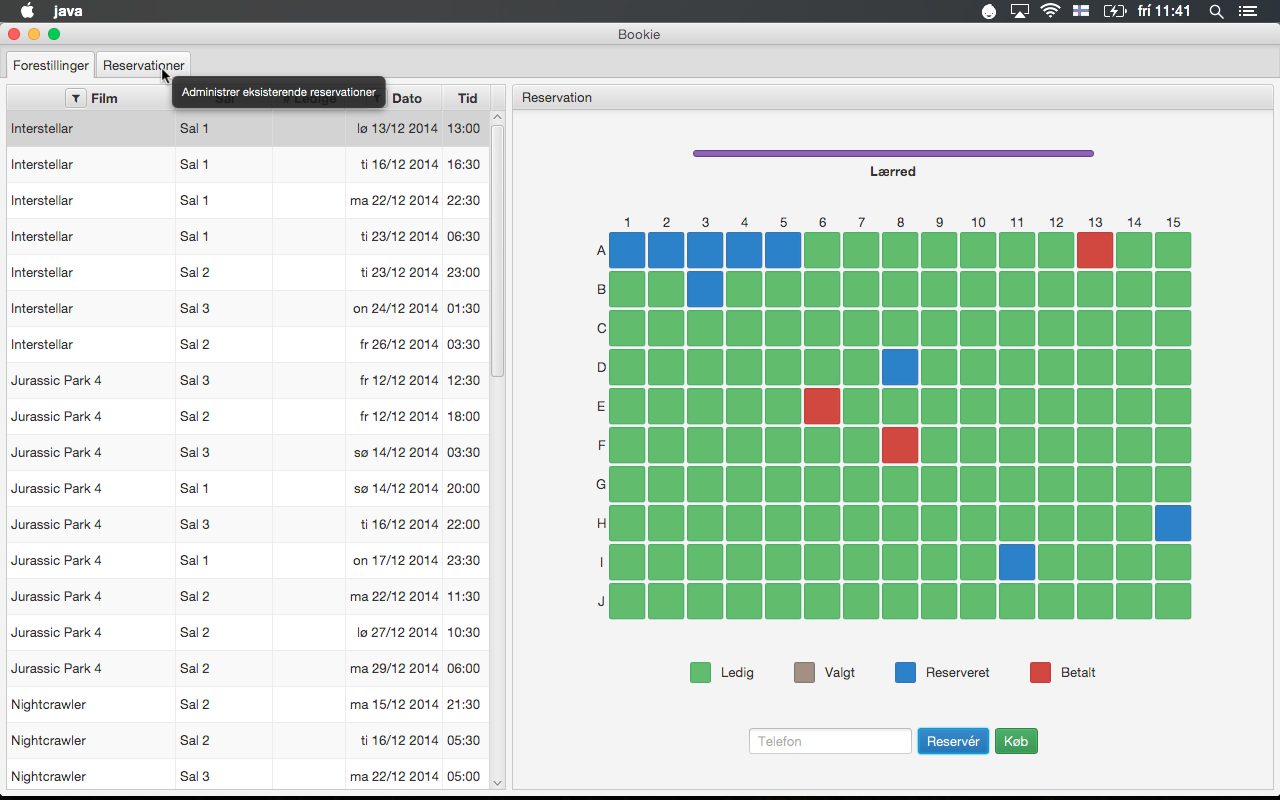 java
frí 11:41
Bookie
Forestillinger Reservationer
Administrer eksisterende reservationer
Film Sal # Ledige Dato Tid
Interstellar Sal 1 lø 13/12 2014 13:00
Interstellar Sal 1 ti 16/12 2014 16:30
Interstellar Sal 1 ma 22/12 2014 22:30
Interstellar Sal 1 ti 23/12 2014 06:30
Interstellar Sal 2 ti 23/12 2014 23:00
Interstellar Sal 3 on 24/12 2014 01:30
Interstellar Sal 2 fr 26/12 2014 03:30
Jurassic Park 4 Sal 3 fr 12/12 2014 12:30
Jurassic Park 4 Sal 2 fr 12/12 2014 18:00
Jurassic Park 4 Sal 3 sø 14/12 2014 03:30
Jurassic Park 4 Sal 1 sø 14/12 2014 20:00
Jurassic Park 4 Sal 3 ti 16/12 2014 22:00
Jurassic Park 4 Sal 1 on 17/12 2014 23:30
Jurassic Park 4 Sal 2 ma 22/12 2014 11:30
Jurassic Park 4 Sal 2 lø 27/12 2014 10:30
Jurassic Park 4 Sal 2 ma 29/12 2014 06:00
Nightcrawler Sal 2 ma 15/12 2014 21:30
Nightcrawler Sal 2 ti 16/12 2014 05:30
Nightcrawler Sal 3 ma 22/12 2014 05:00
Reservation
Lærred
1 2 3 4 5 6 7 8 9 10 11 12 13 14 15
A
B
C
D
E
F
G
H
I
J
Ledig Valgt Reserveret Betalt
Telefon Reservér Køb